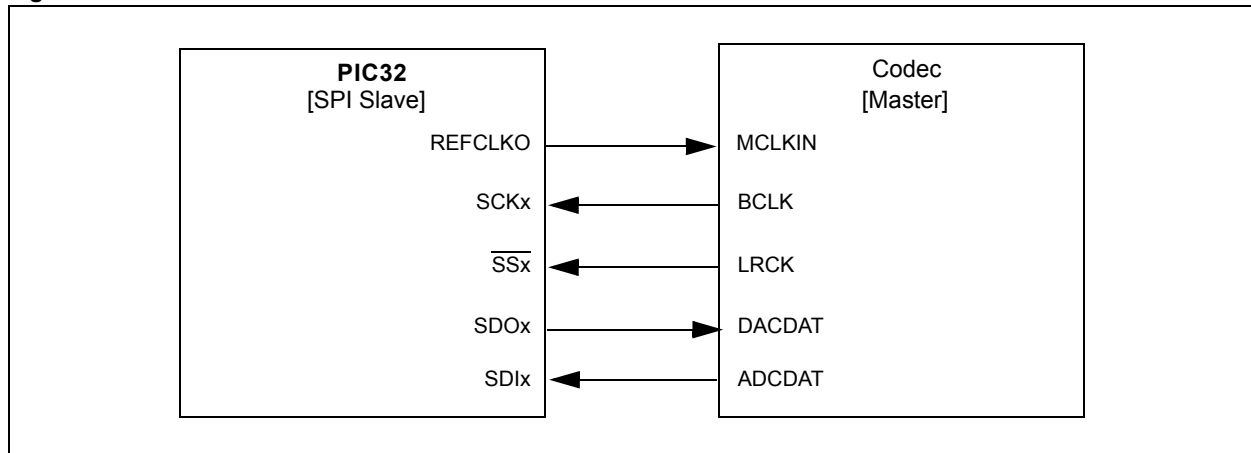 PIC32
[SPI Slave]
Codec
[Master]
REFCLKO
MCLKIN
SCKx
BCLK
SSx
LRCK
SDOx
DACDAT
SDIx
ADCDAT